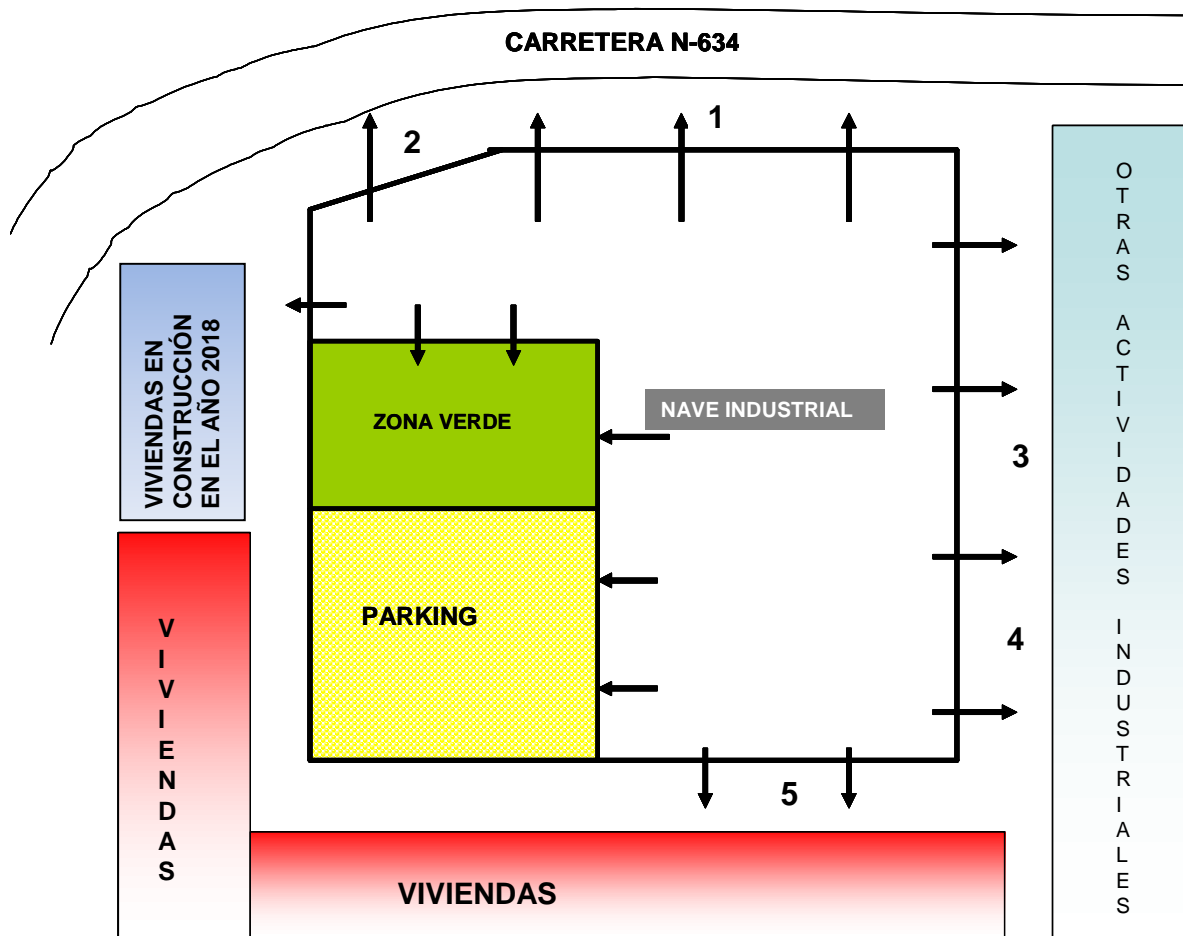 CARRETERA N-634
1
2
OTRAS ACTIVIDADES INDUSTRIALES
VIVIENDAS EN
CONSTRUCCIÓN
EN EL AÑO 2018
ZONA VERDE
NAVE INDUSTRIAL
3
PARKING
4
VIVIENDAS
5
VIVIENDAS